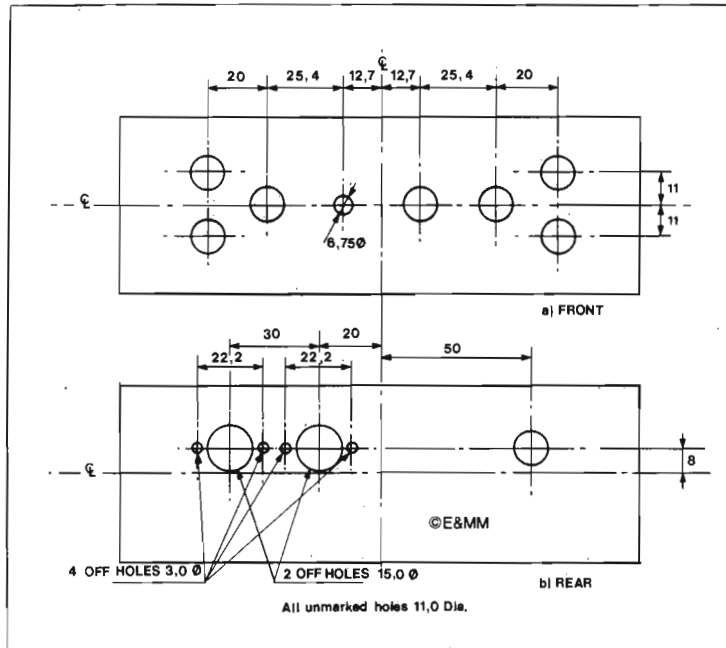 ℄
20 25,4 12,7 12,7 25,4 20
℄
11
11
6,75Ø
a) FRONT
30 20
50
22,2 22,2
℄
8
©E&MM
4 OFF HOLES 3,0 Ø 2 OFF HOLES 15,0 Ø
b) REAR
All unmarked holes 11,0 Dia.